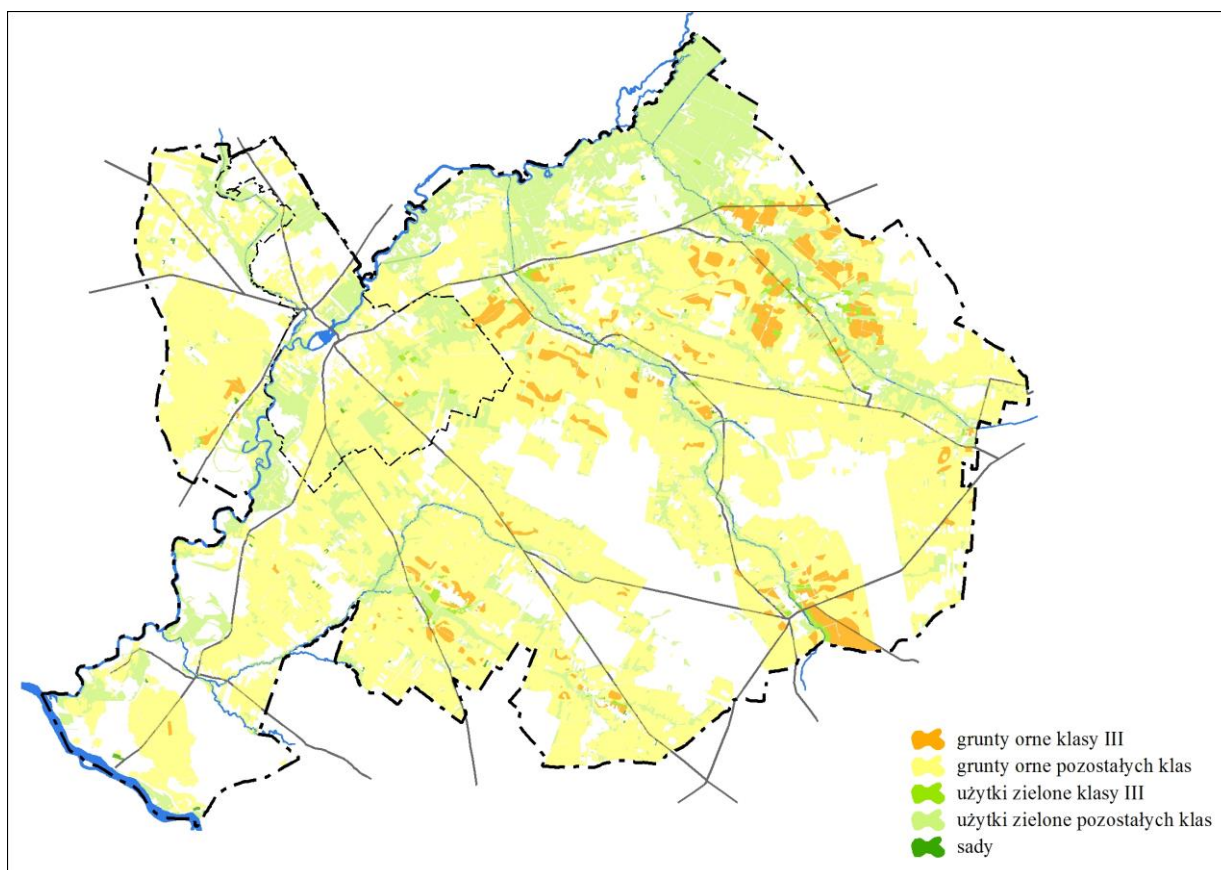 grunty orne klasy III
grunty orne pozostałych klas
użytki zielone klasy III
użytki zielone pozostałych klas
sady